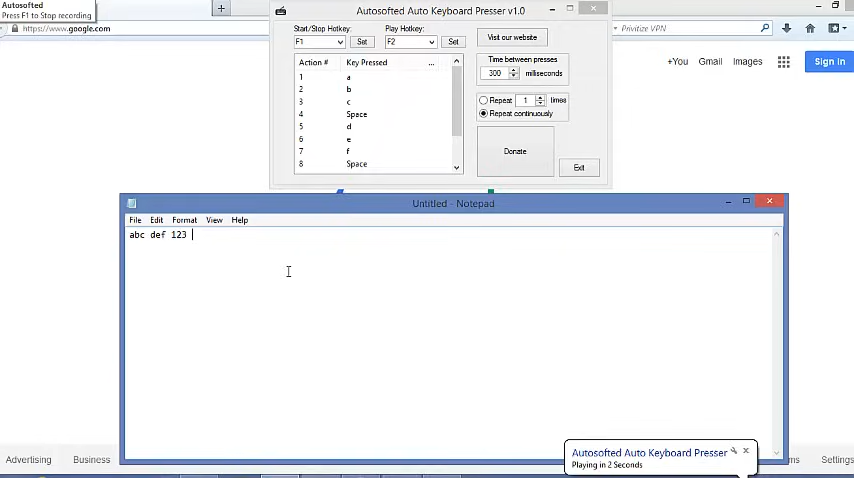 Autosofted
Press F1 to Stop recording
https://www.google.com
Privitize VPN
+You Gmail Images
Sign in
Autosofted Auto Keyboard Presser v1.0
Start/Stop Hotkey: Play Hotkey:
F1 Set F2 Set
Visit our website
Action # Key Pressed ...
1 a
2 b
3 c
4 Space
5 d
6 e
7 f
8 Space
Time between presses
300 milliseconds
Repeat 1 times
Repeat continuously
Donate
Exit
Untitled - Notepad
File Edit Format View Help
abc def 123
Autosofted Auto Keyboard Presser
Playing in 2 Seconds
Advertising Business
ms Settings